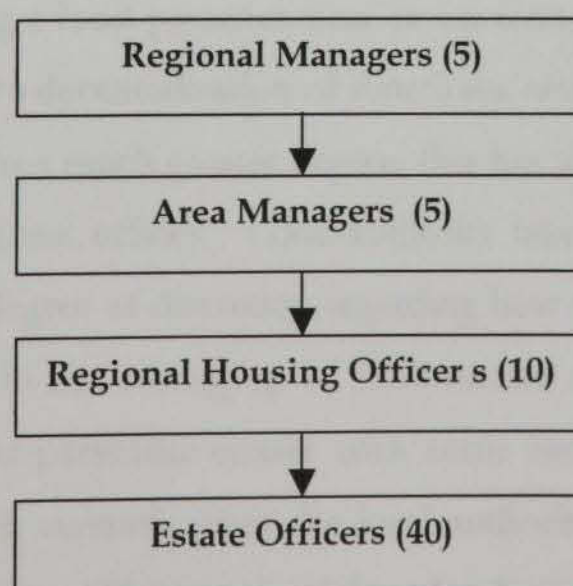 Regional Managers (5)
Area Managers (5)
Regional Housing Officer s (10)
Estate Officers (40)